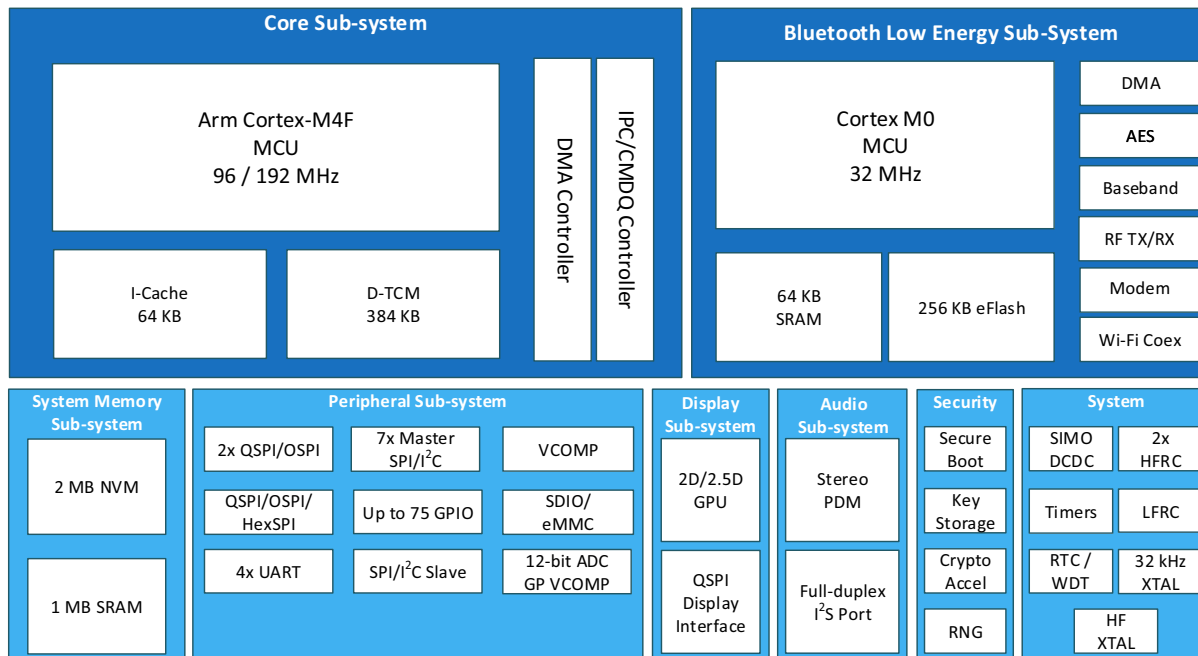 Core Sub-system
Arm Cortex-M4F
MCU
96 / 192 MHz
I-Cache
64 KB
D-TCM
384 KB
DMA Controller
IPC/CMDQ Controller
Bluetooth Low Energy Sub-System
Cortex M0
MCU
32 MHz
64 KB
SRAM
256 KB eFlash
DMA
AES
Baseband
RF TX/RX
Modem
Wi-Fi Coex
System Memory
Sub-system
2 MB NVM
1 MB SRAM
Peripheral Sub-system
2x QSPI/OSPI
7x Master
SPI/I²C
VCOMP
QSPI/OSPI/
HexSPI
Up to 75 GPIO
SDIO/
eMMC
4x UART
SPI/I²C Slave
12-bit ADC
GP VCOMP
Display
Sub-system
2D/2.5D
GPU
QSPI
Display
Interface
Audio
Sub-system
Stereo
PDM
Full-duplex
I²S Port
Security
Secure
Boot
Key
Storage
Crypto
Accel
RNG
System
SIMO
DCDC
2x
HFRC
Timers
LFRC
RTC /
WDT
32 kHz
XTAL
HF
XTAL